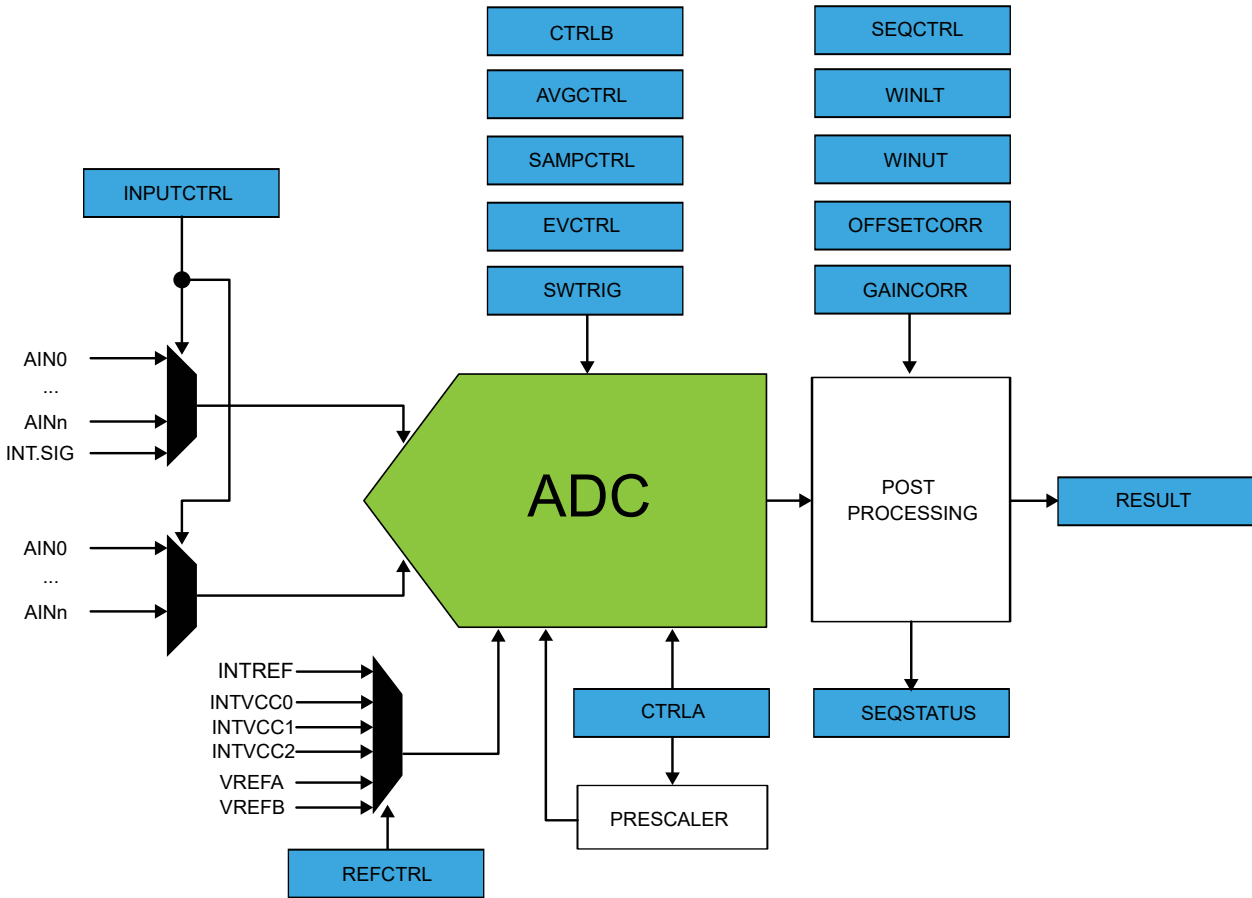 CTRLB
SEQCTRL
AVGCTRL
WINLT
SAMPCTRL
WINUT
INPUTCTRL
EVCTRL
OFFSETCORR
SWTRIG
GAINCORR
AIN0
...
AINn
INT.SIG
ADC
POST
PROCESSING
RESULT
AIN0
...
AINn
INTREF
INTVCC0
INTVCC1
INTVCC2
VREFA
VREFB
CTRLA
SEQSTATUS
PRESCALER
REFCTRL